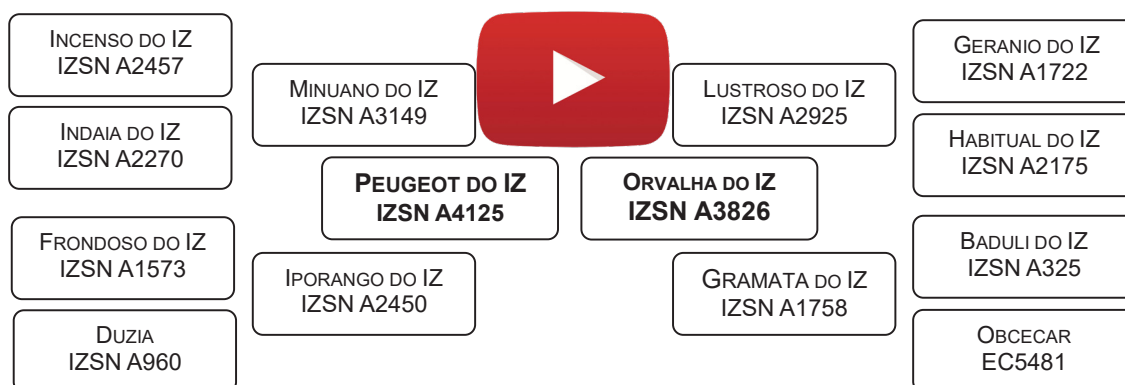 INCENSO DO IZ
IZSN A2457
INDAIA DO IZ
IZSN A2270
FRONDOSO DO IZ
IZSN A1573
DUZIA
IZSN A960
MINUANO DO IZ
IZSN A3149
IPORANGO DO IZ
IZSN A2450
PEUGEOT DO IZ
IZSN A4125
ORVALHA DO IZ
IZSN A3826
LUSTROSO DO IZ
IZSN A2925
GRAMATA DO IZ
IZSN A1758
GERANIO DO IZ
IZSN A1722
HABITUAL DO IZ
IZSN A2175
BADULI DO IZ
IZSN A325
OBCECAR
EC5481